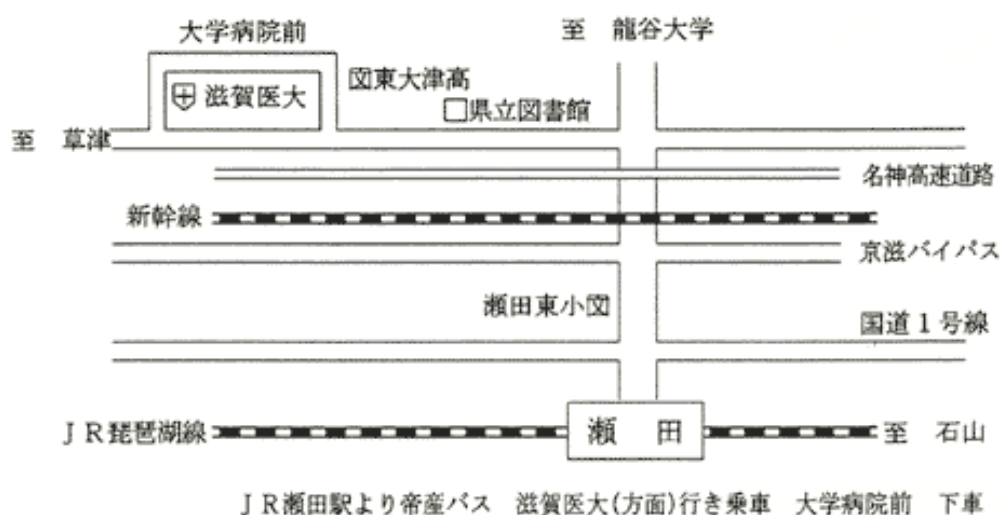 大学病院前
至 龍谷大学
図東大津高
滋賀医大
県立図書館
至 草津
名神高速道路
新幹線
京滋バイパス
瀬田東小図
国道1号線
JR琵琶湖線
瀬 田
至 石山
JR瀬田駅より帝産バス 滋賀医大(方面)行き乗車 大学病院前 下車